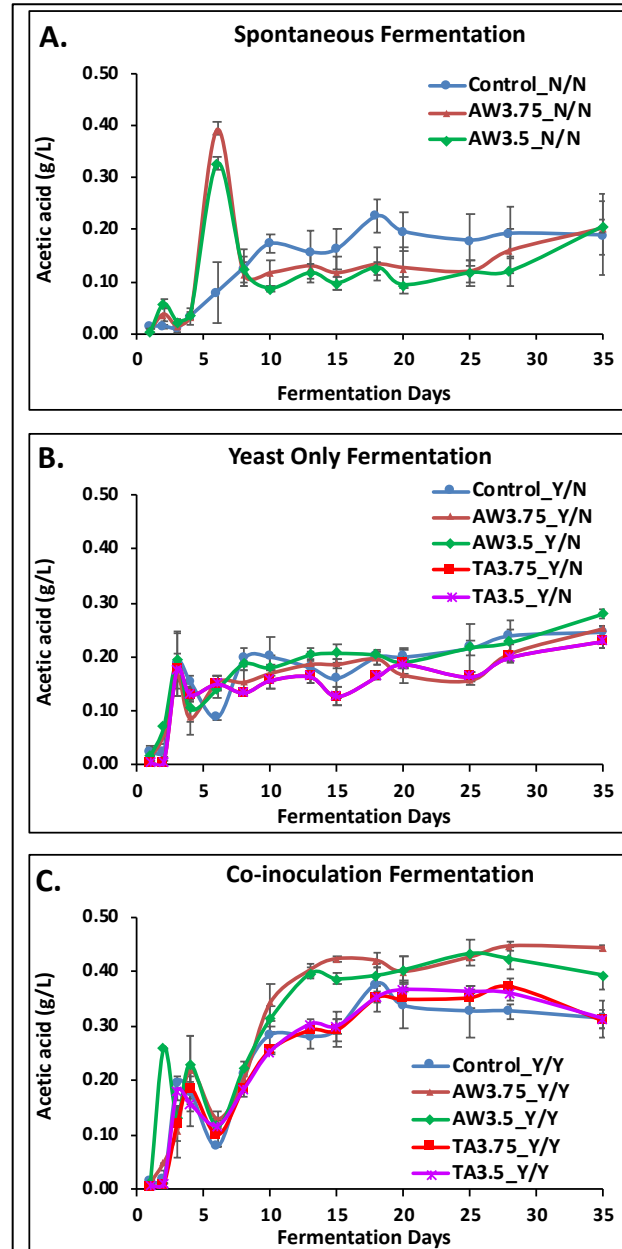 A.
Spontaneous Fermentation
0.50
0.40
0.30
0.20
0.10
0.00
Acetic acid (g/L)
Control_N/N
AW3.75_N/N
AW3.5_N/N
0 5 10 15 20 25 30 35
Fermentation Days
B.
Yeast Only Fermentation
0.50
0.40
0.30
0.20
0.10
0.00
Acetic acid (g/L)
Control_Y/N
AW3.75_Y/N
AW3.5_Y/N
TA3.75_Y/N
TA3.5_Y/N
0 5 10 15 20 25 30 35
Fermentation Days
C.
Co-inoculation Fermentation
0.50
0.40
0.30
0.20
0.10
0.00
Acetic acid (g/L)
Control_Y/Y
AW3.75_Y/Y
AW3.5_Y/Y
TA3.75_Y/Y
TA3.5_Y/Y
0 5 10 15 20 25 30 35
Fermentation Days